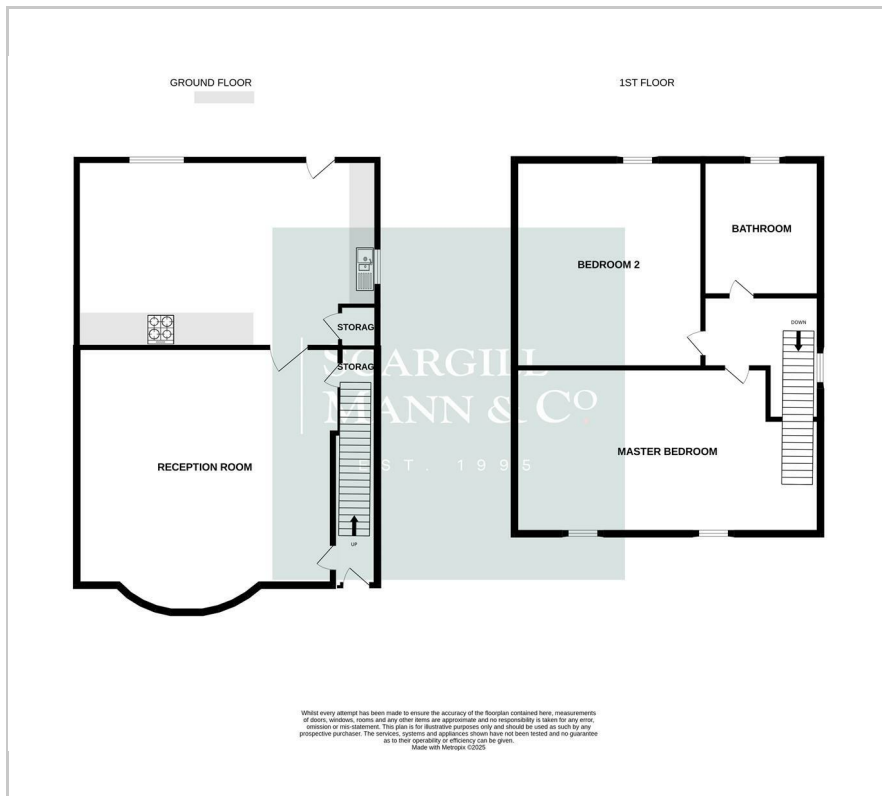 GROUND FLOOR
1ST FLOOR
BATHROOM
BEDROOM 2
STORAG
DOWN
STORAG
SCARGILL
MANN & Cº
EST. 1995
MASTER BEDROOM
RECEPTION ROOM
UP
Whilst every attempt has been made to ensure the accuracy of the floorplan contained here, measurements
of doors, windows, rooms and any other items are approximate and no responsibility is taken for any error,
omission or mis-statement. This plan is for illustrative purposes only and should be used as such by any
prospective purchaser. The services, systems and appliances shown have not been tested and no guarantee
as to their operability or efficiency can be given.
Made with Metropix ©2025